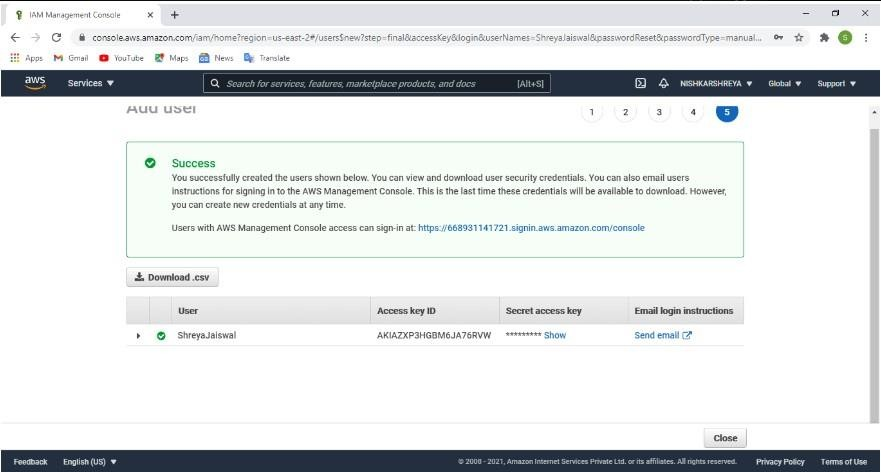 IAM Management Console
console.aws.amazon.com/iam/home?region=us-east-2#/users$new?step=final&accessKey&login&userNames=ShreyaJaiswal&passwordReset&passwordType=manual...
S
Apps Gmail YouTube Maps News Translate
aws Services Search for services, features, marketplace products, and docs [Alt+S] NISHKARSHREYA Global Support
Add user 1 2 3 4 5
Success
You successfully created the users shown below. You can view and download user security credentials. You can also email users
instructions for signing in to the AWS Management Console. This is the last time these credentials will be available to download. However,
you can create new credentials at any time.
Users with AWS Management Console access can sign-in at: https://668931141721.signin.aws.amazon.com/console
Download .csv
User Access key ID Secret access key Email login instructions
ShreyaJaiswal AKIAZXP3HGBM6JA76RVW ********* Show Send email
Close
Feedback English (US) © 2008 - 2021, Amazon Internet Services Private Ltd. or its affiliates. All rights reserved. Privacy Policy Terms of Use